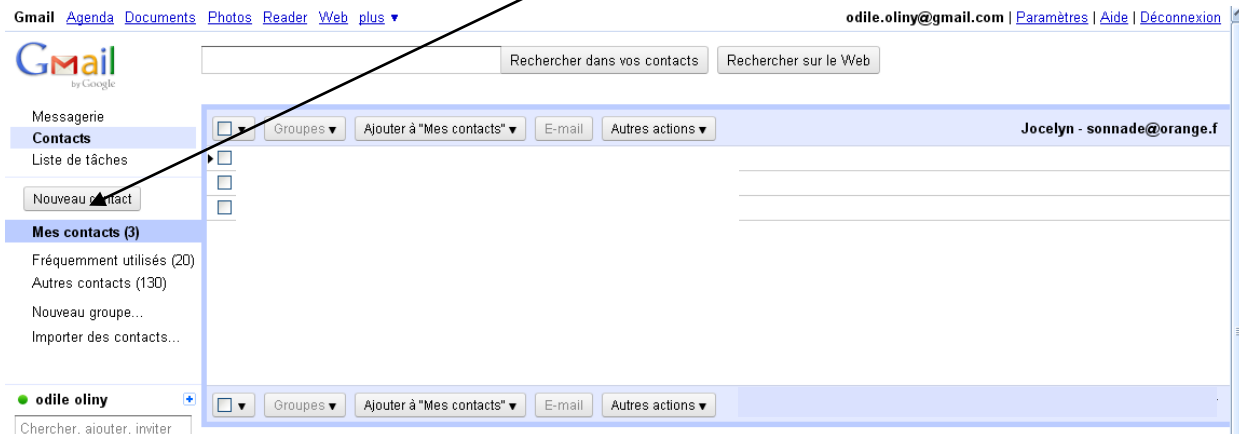 Gmail Agenda Documents Photos Reader Web plus ▼ odile.oliny@gmail.com | Paramètres | Aide | Déconnexion
Gmail by Google
Rechercher dans vos contacts Rechercher sur le Web
Messagerie
Contacts
Liste de tâches
Nouveau contact
Mes contacts (3)
Fréquemment utilisés (20)
Autres contacts (130)
Nouveau groupe...
Importer des contacts...
odile oliny
Chercher, ajouter, inviter
Groupes ▼ Ajouter à "Mes contacts" ▼ E-mail Autres actions ▼ Jocelyn - sonnade@orange.f
Groupes ▼ Ajouter à "Mes contacts" ▼ E-mail Autres actions ▼